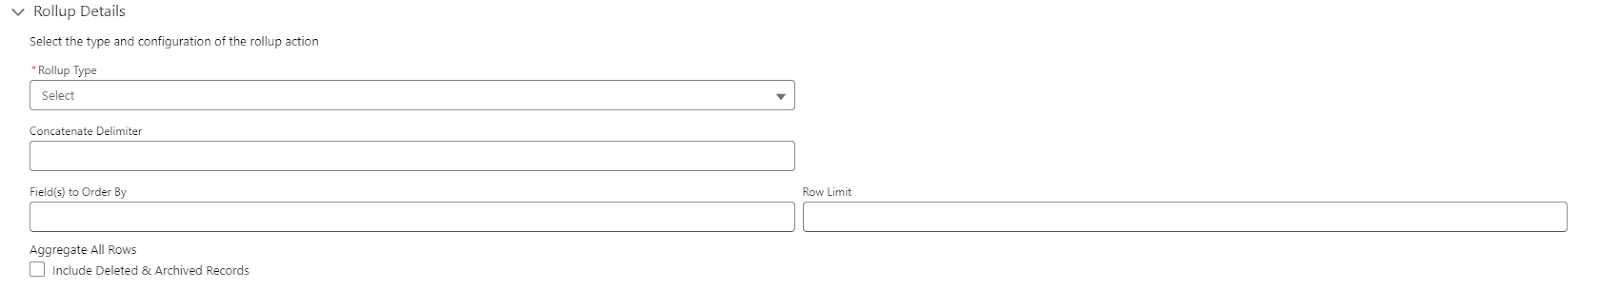 Rollup Details
Select the type and configuration of the rollup action
*Rollup Type
Select
Concatenate Delimiter
Field(s) to Order By
Row Limit
Aggregate All Rows
Include Deleted & Archived Records